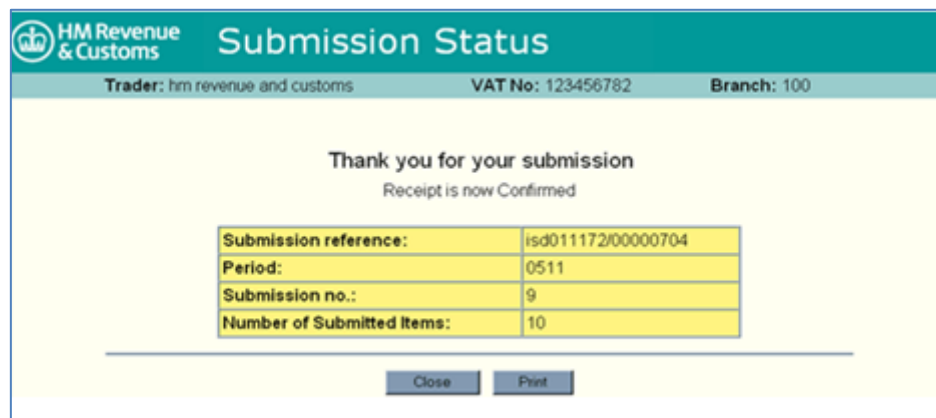 HM Revenue
& Customs
Submission Status
Trader: hm revenue and customs VAT No: 123456782 Branch: 100
Thank you for your submission
Receipt is now Confirmed
Submission reference: isd011172/00000704
Period: 0511
Submission no.: 9
Number of Submitted Items: 10
Close Print